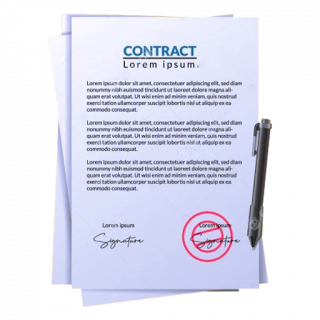 CONTRACT
Lorem ipsum.
Lorem ipsum dolor sit amet, consectetuer adipiscing elit, sed diam
nonummy nibh euismod tincidunt ut laoreet dolore magna aliquam
erat volutpat. Ut wisi enim ad minim veniam, quis nostrud exerci
tation ullamcorper suscipit lobortis nisl ut aliquip ex ea
commodo consequat.
Lorem ipsum dolor sit amet, consectetuer adipiscing elit, sed diam
nonummy nibh euismod tincidunt ut laoreet dolore magna aliquam
erat volutpat. Ut wisi enim ad minim veniam, quis nostrud exerci
tation ullamcorper suscipit lobortis nisl ut aliquip ex ea
commodo consequat.
Lorem ipsum dolor sit amet, consectetuer adipiscing elit, sed diam
nonummy nibh euismod tincidunt ut laoreet dolore magna aliquam
erat volutpat. Ut wisi enim ad minim veniam, quis nostrud exerci
tation ullamcorper suscipit lobortis nisl ut aliquip ex ea
commodo consequat.
Lorem ipsum Lorem ipsum
Signature Signature